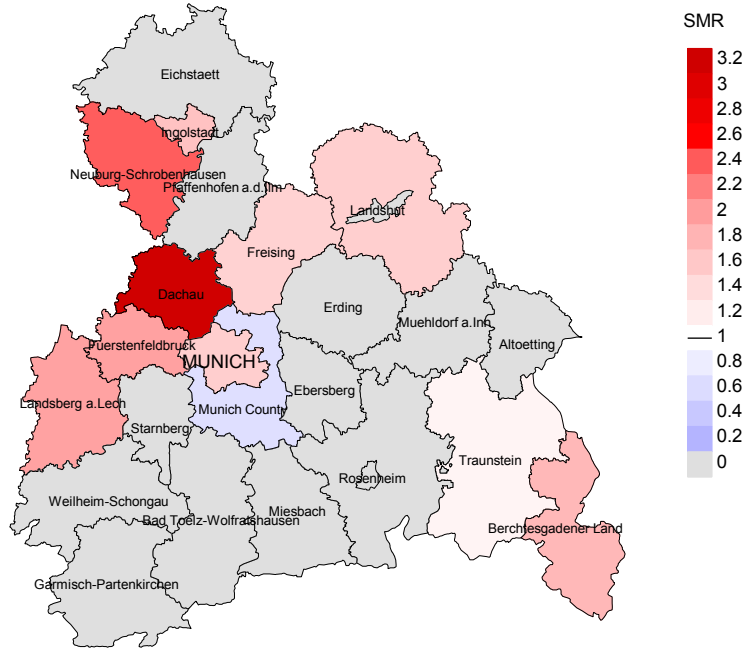 SMR
3.2
3
2.8
2.6
2.4
2.2
2
1.8
1.6
1.4
1.2
1
0.8
0.6
0.4
0.2
0
Eichstaett
Ingolstadt
Neuburg-Schrobenhausen
Pfaffenhofen a.d.Ilm
Landshut
Freising
Dachau
Erding
Muehldorf a.Inn
Altoetting
Fuerstenfeldbruck
MUNICH
Ebersberg
Landsberg a.Lech
Munich County
Starnberg
Traunstein
Rosenheim
Weilheim-Schongau
Miesbach
Bad Toelz-Wolfratshausen
Berchtesgadener Land
Garmisch-Partenkirchen